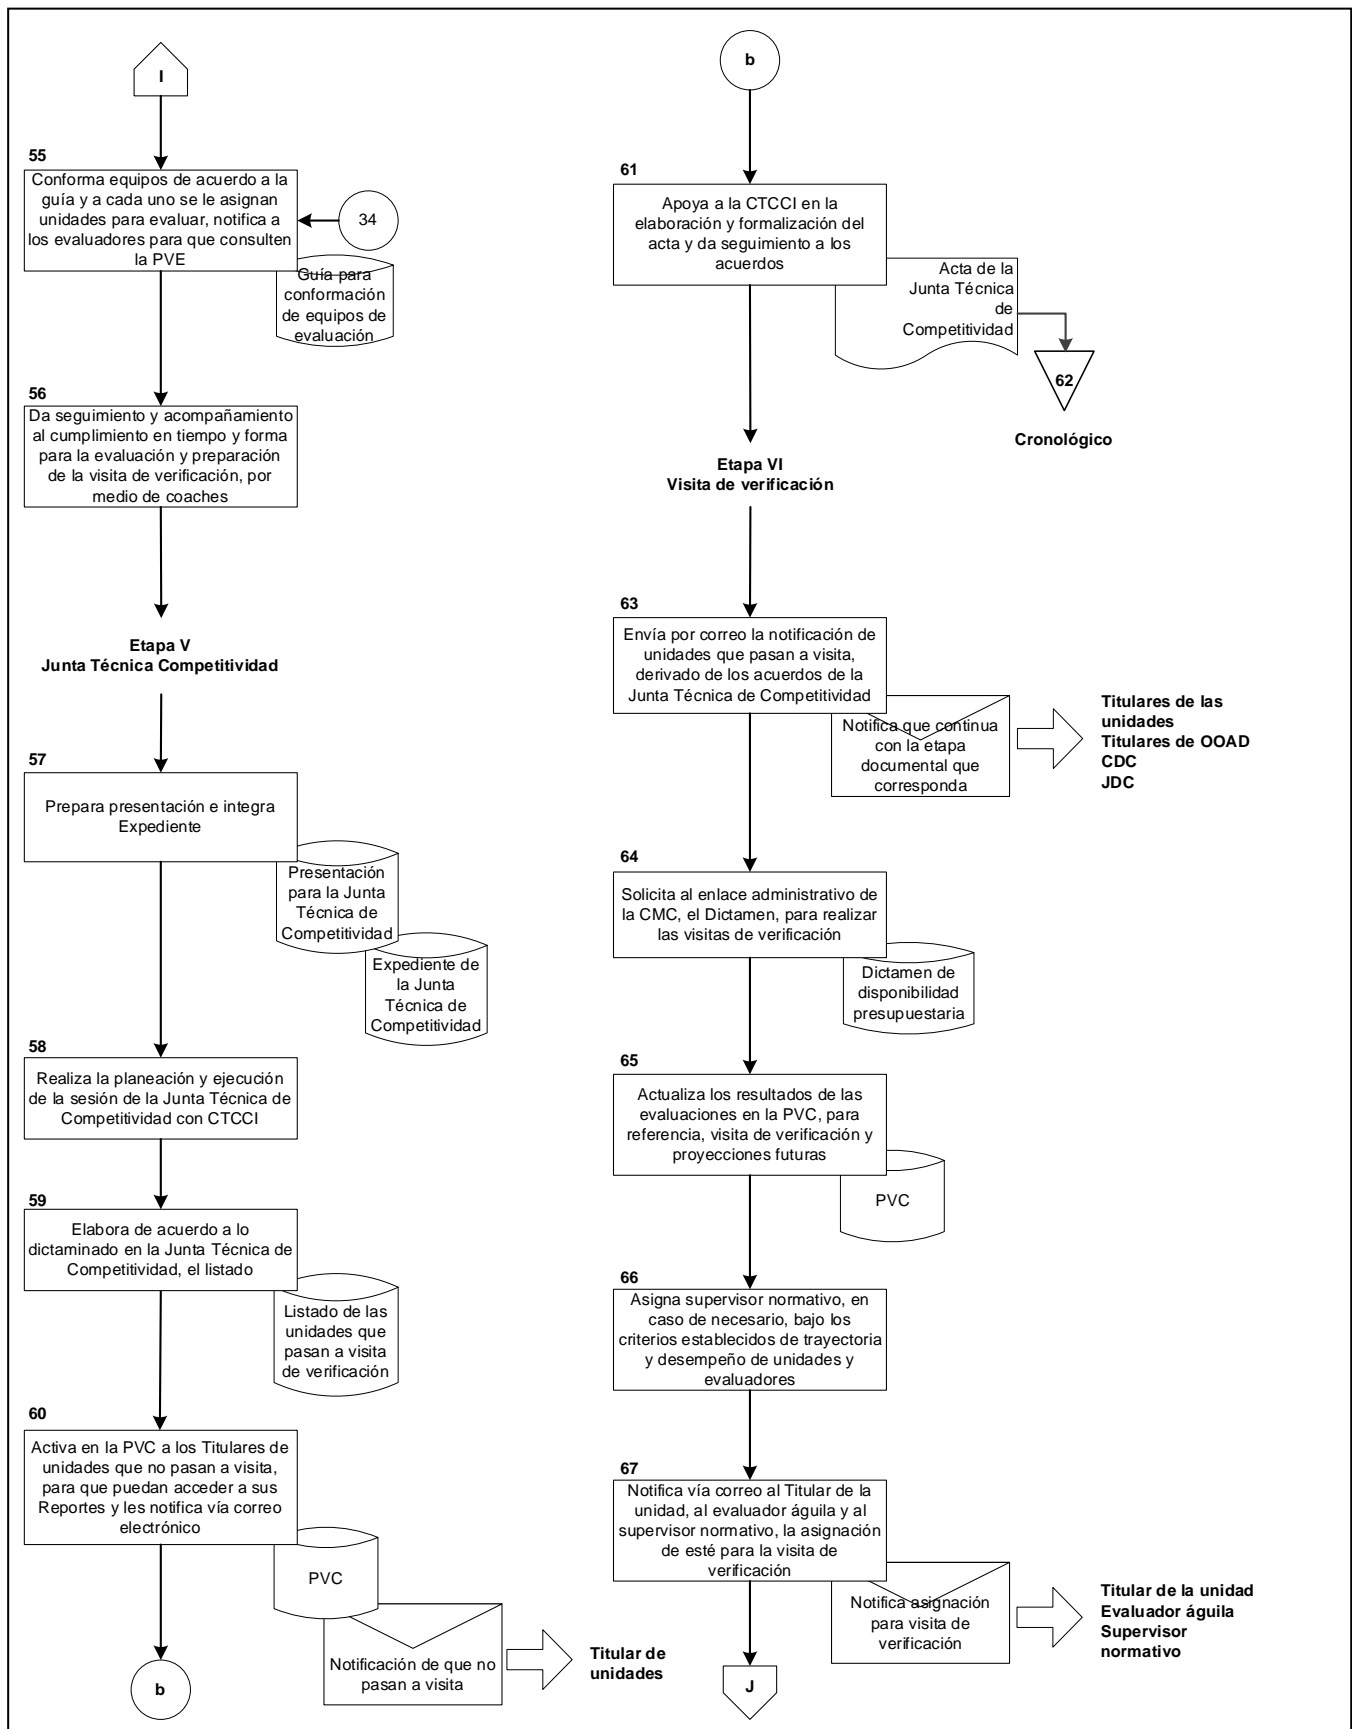 I
55
Conforma equipos de acuerdo a la
guía y a cada uno se le asignan
unidades para evaluar, notifica a
los evaluadores para que consulten
la PVE
34
Guía para
conformación
de equipos de
evaluación
56
Da seguimiento y acompañamiento
al cumplimiento en tiempo y forma
para la evaluación y preparación
de la visita de verificación, por
medio de coaches
Etapa V
Junta Técnica Competitividad
57
Prepara presentación e integra
Expediente
Presentación
para la Junta
Técnica de
Competitividad
Expediente de
la Junta
Técnica de
Competitividad
58
Realiza la planeación y ejecución
de la sesión de la Junta Técnica de
Competitividad con CTCCI
59
Elabora de acuerdo a lo
dictaminado en la Junta Técnica de
Competitividad, el listado
Listado de las
unidades que
pasan a visita
de verificación
60
Activa en la PVC a los Titulares de
unidades que no pasan a visita,
para que puedan acceder a sus
Reportes y les notifica vía correo
electrónico
PVC
Notificación de que no
pasan a visita
Titular de
unidades
b
b
61
Apoya a la CTCCI en la
elaboración y formalización del
acta y da seguimiento a los
acuerdos
Acta de la
Junta Técnica
de
Competitividad
62
Cronológico
Etapa VI
Visita de verificación
63
Envía por correo la notificación de
unidades que pasan a visita,
derivado de los acuerdos de la
Junta Técnica de Competitividad
Notifica que continua
con la etapa
documental que
corresponda
Titulares de las
unidades
Titulares de OOAD
CDC
JDC
64
Solicita al enlace administrativo de
la CMC, el Dictamen, para realizar
las visitas de verificación
Dictamen de
disponibilidad
presupuestaria
65
Actualiza los resultados de las
evaluaciones en la PVC, para
referencia, visita de verificación y
proyecciones futuras
PVC
66
Asigna supervisor normativo, en
caso de necesario, bajo los
criterios establecidos de trayectoria
y desempeño de unidades y
evaluadores
67
Notifica vía correo al Titular de la
unidad, al evaluador águila y al
supervisor normativo, la asignación
de esté para la visita de
verificación
Notifica asignación
para visita de
verificación
Titular de la unidad
Evaluador águila
Supervisor
normativo
J